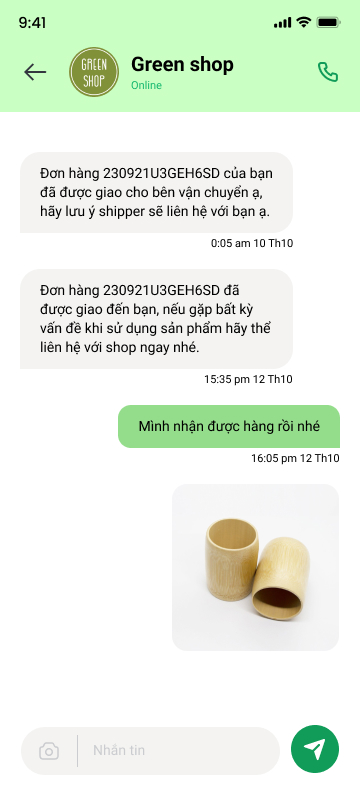 9:41
GREEN
SHOP
Green shop
Online
Đơn hàng 230921U3GEH6SD của bạn
đã được giao cho bên vận chuyển ạ,
hãy lưu ý shipper sẽ liên hệ với bạn ạ.
0:05 am 10 Th10
Đơn hàng 230921U3GEH6SD đã
được giao đến bạn, nếu gặp bất kỳ
vấn đề khi sử dụng sản phẩm hãy thể
liên hệ với shop ngay nhé.
15:35 pm 12 Th10
Mình nhận được hàng rồi nhé
16:05 pm 12 Th10
Nhắn tin